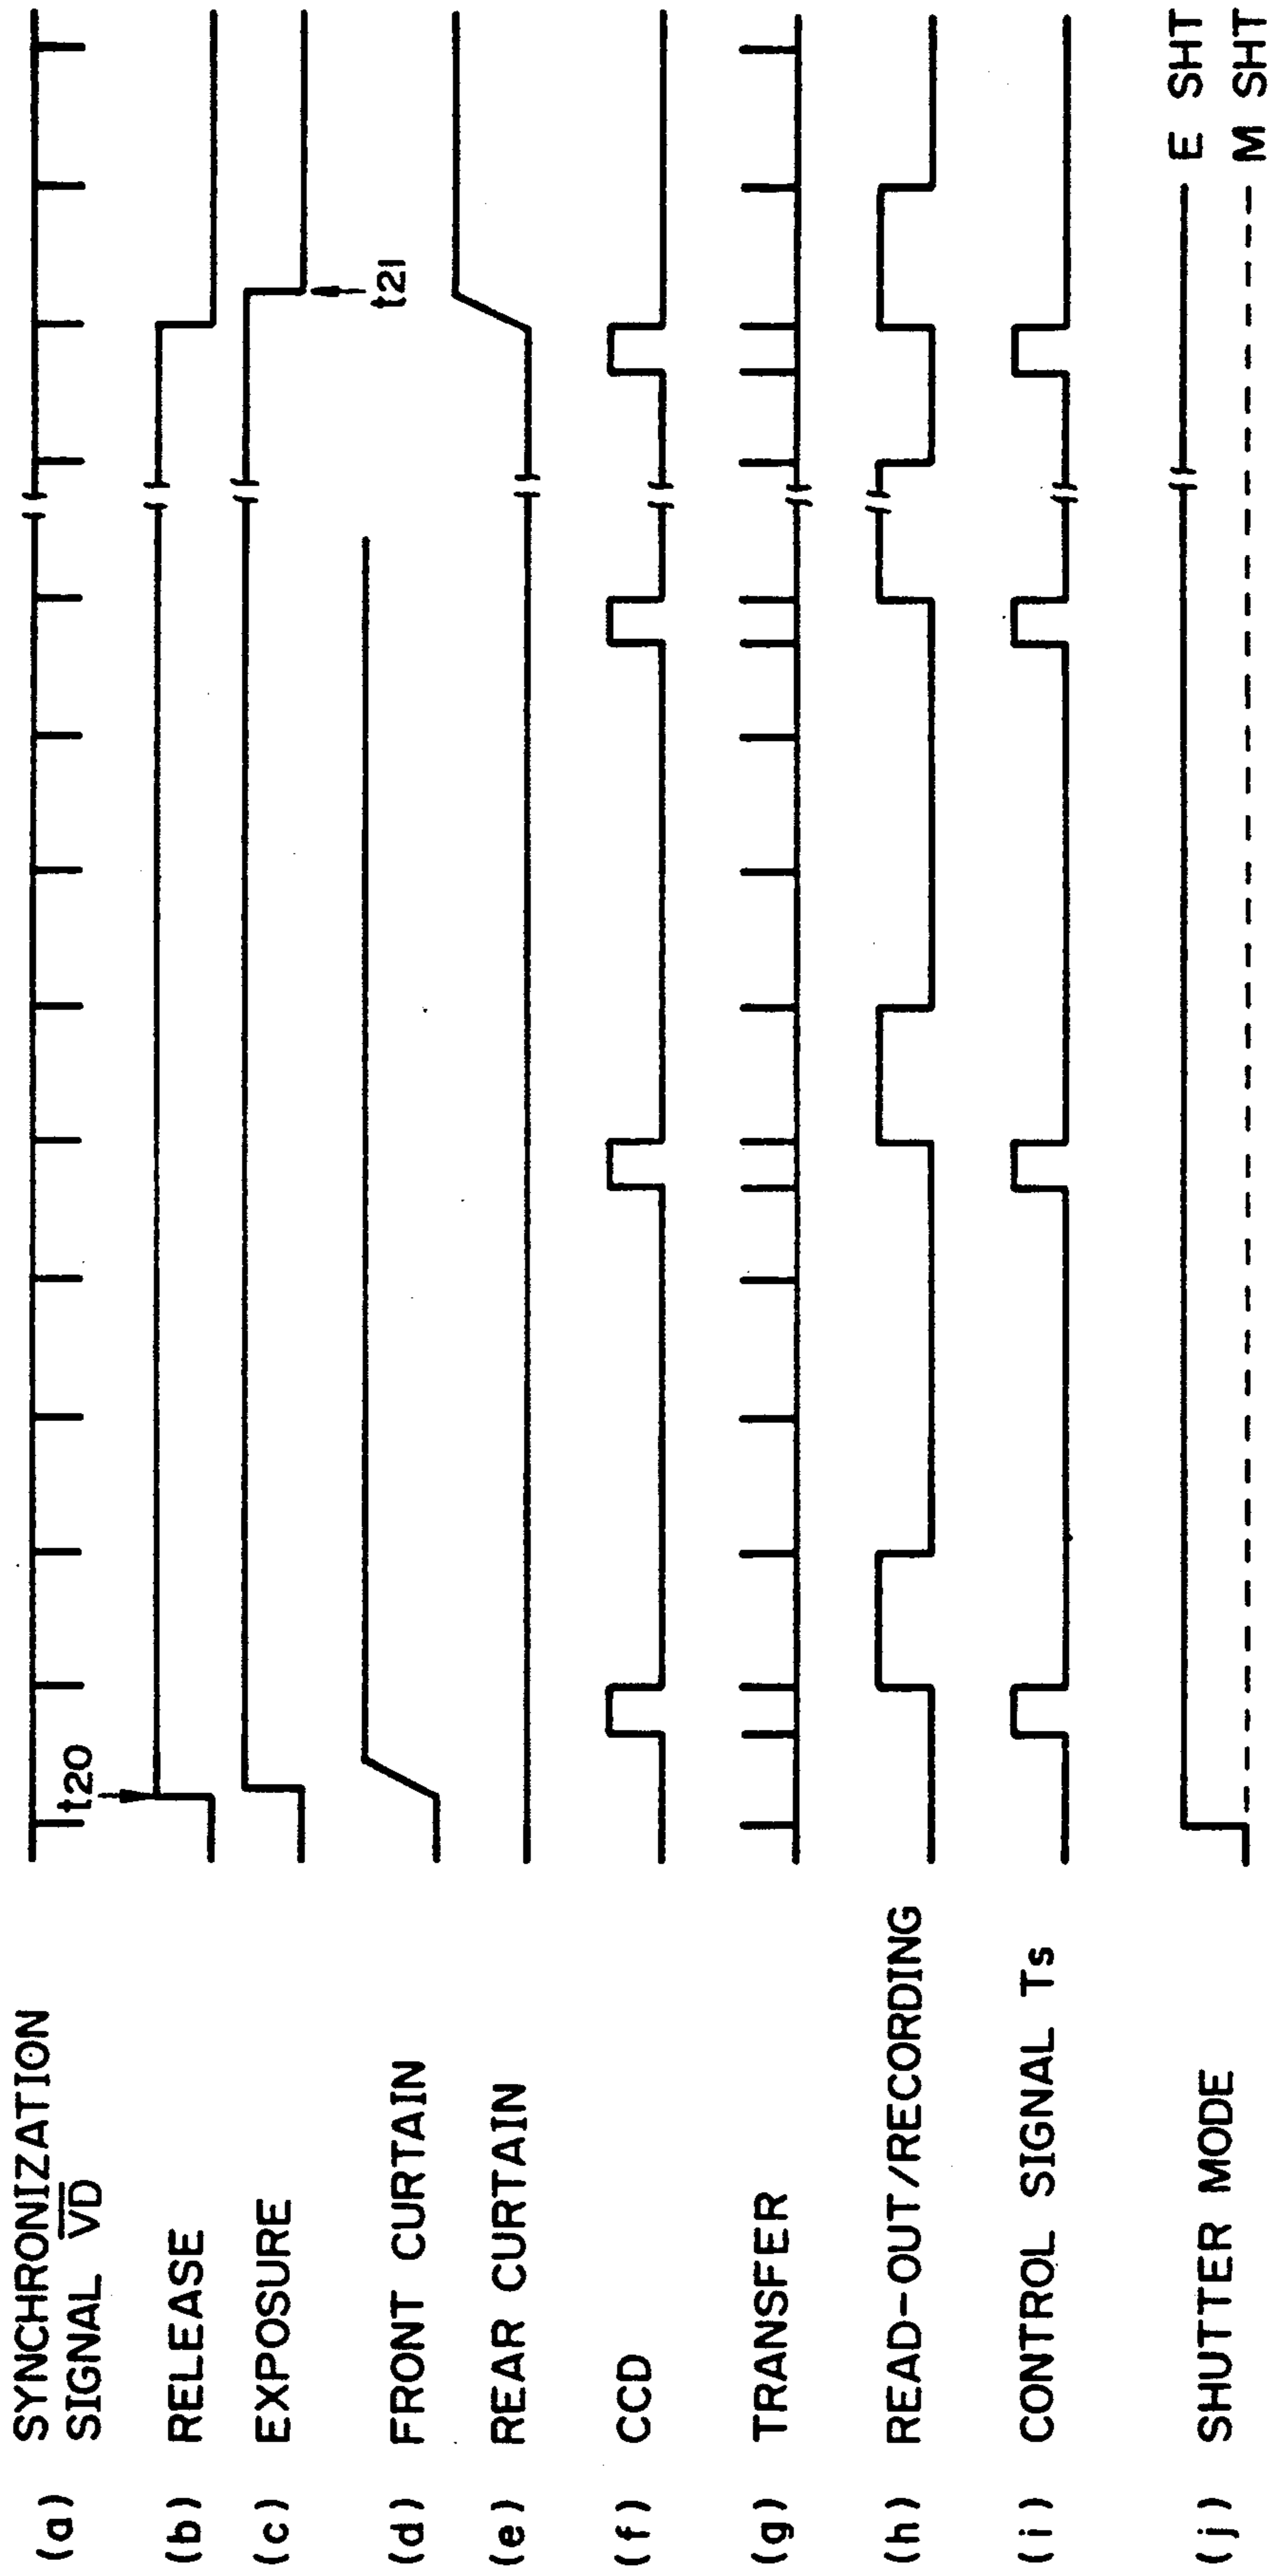 (a) SYNCHRONIZATION
SIGNAL V̅D̅
(b) RELEASE
(c) EXPOSURE
(d) FRONT CURTAIN
(e) REAR CURTAIN
(f) CCD
(g) TRANSFER
(h) READ-OUT/RECORDING
(i) CONTROL SIGNAL Ts
(j) SHUTTER MODE
t20
t21
E SHT
M SHT